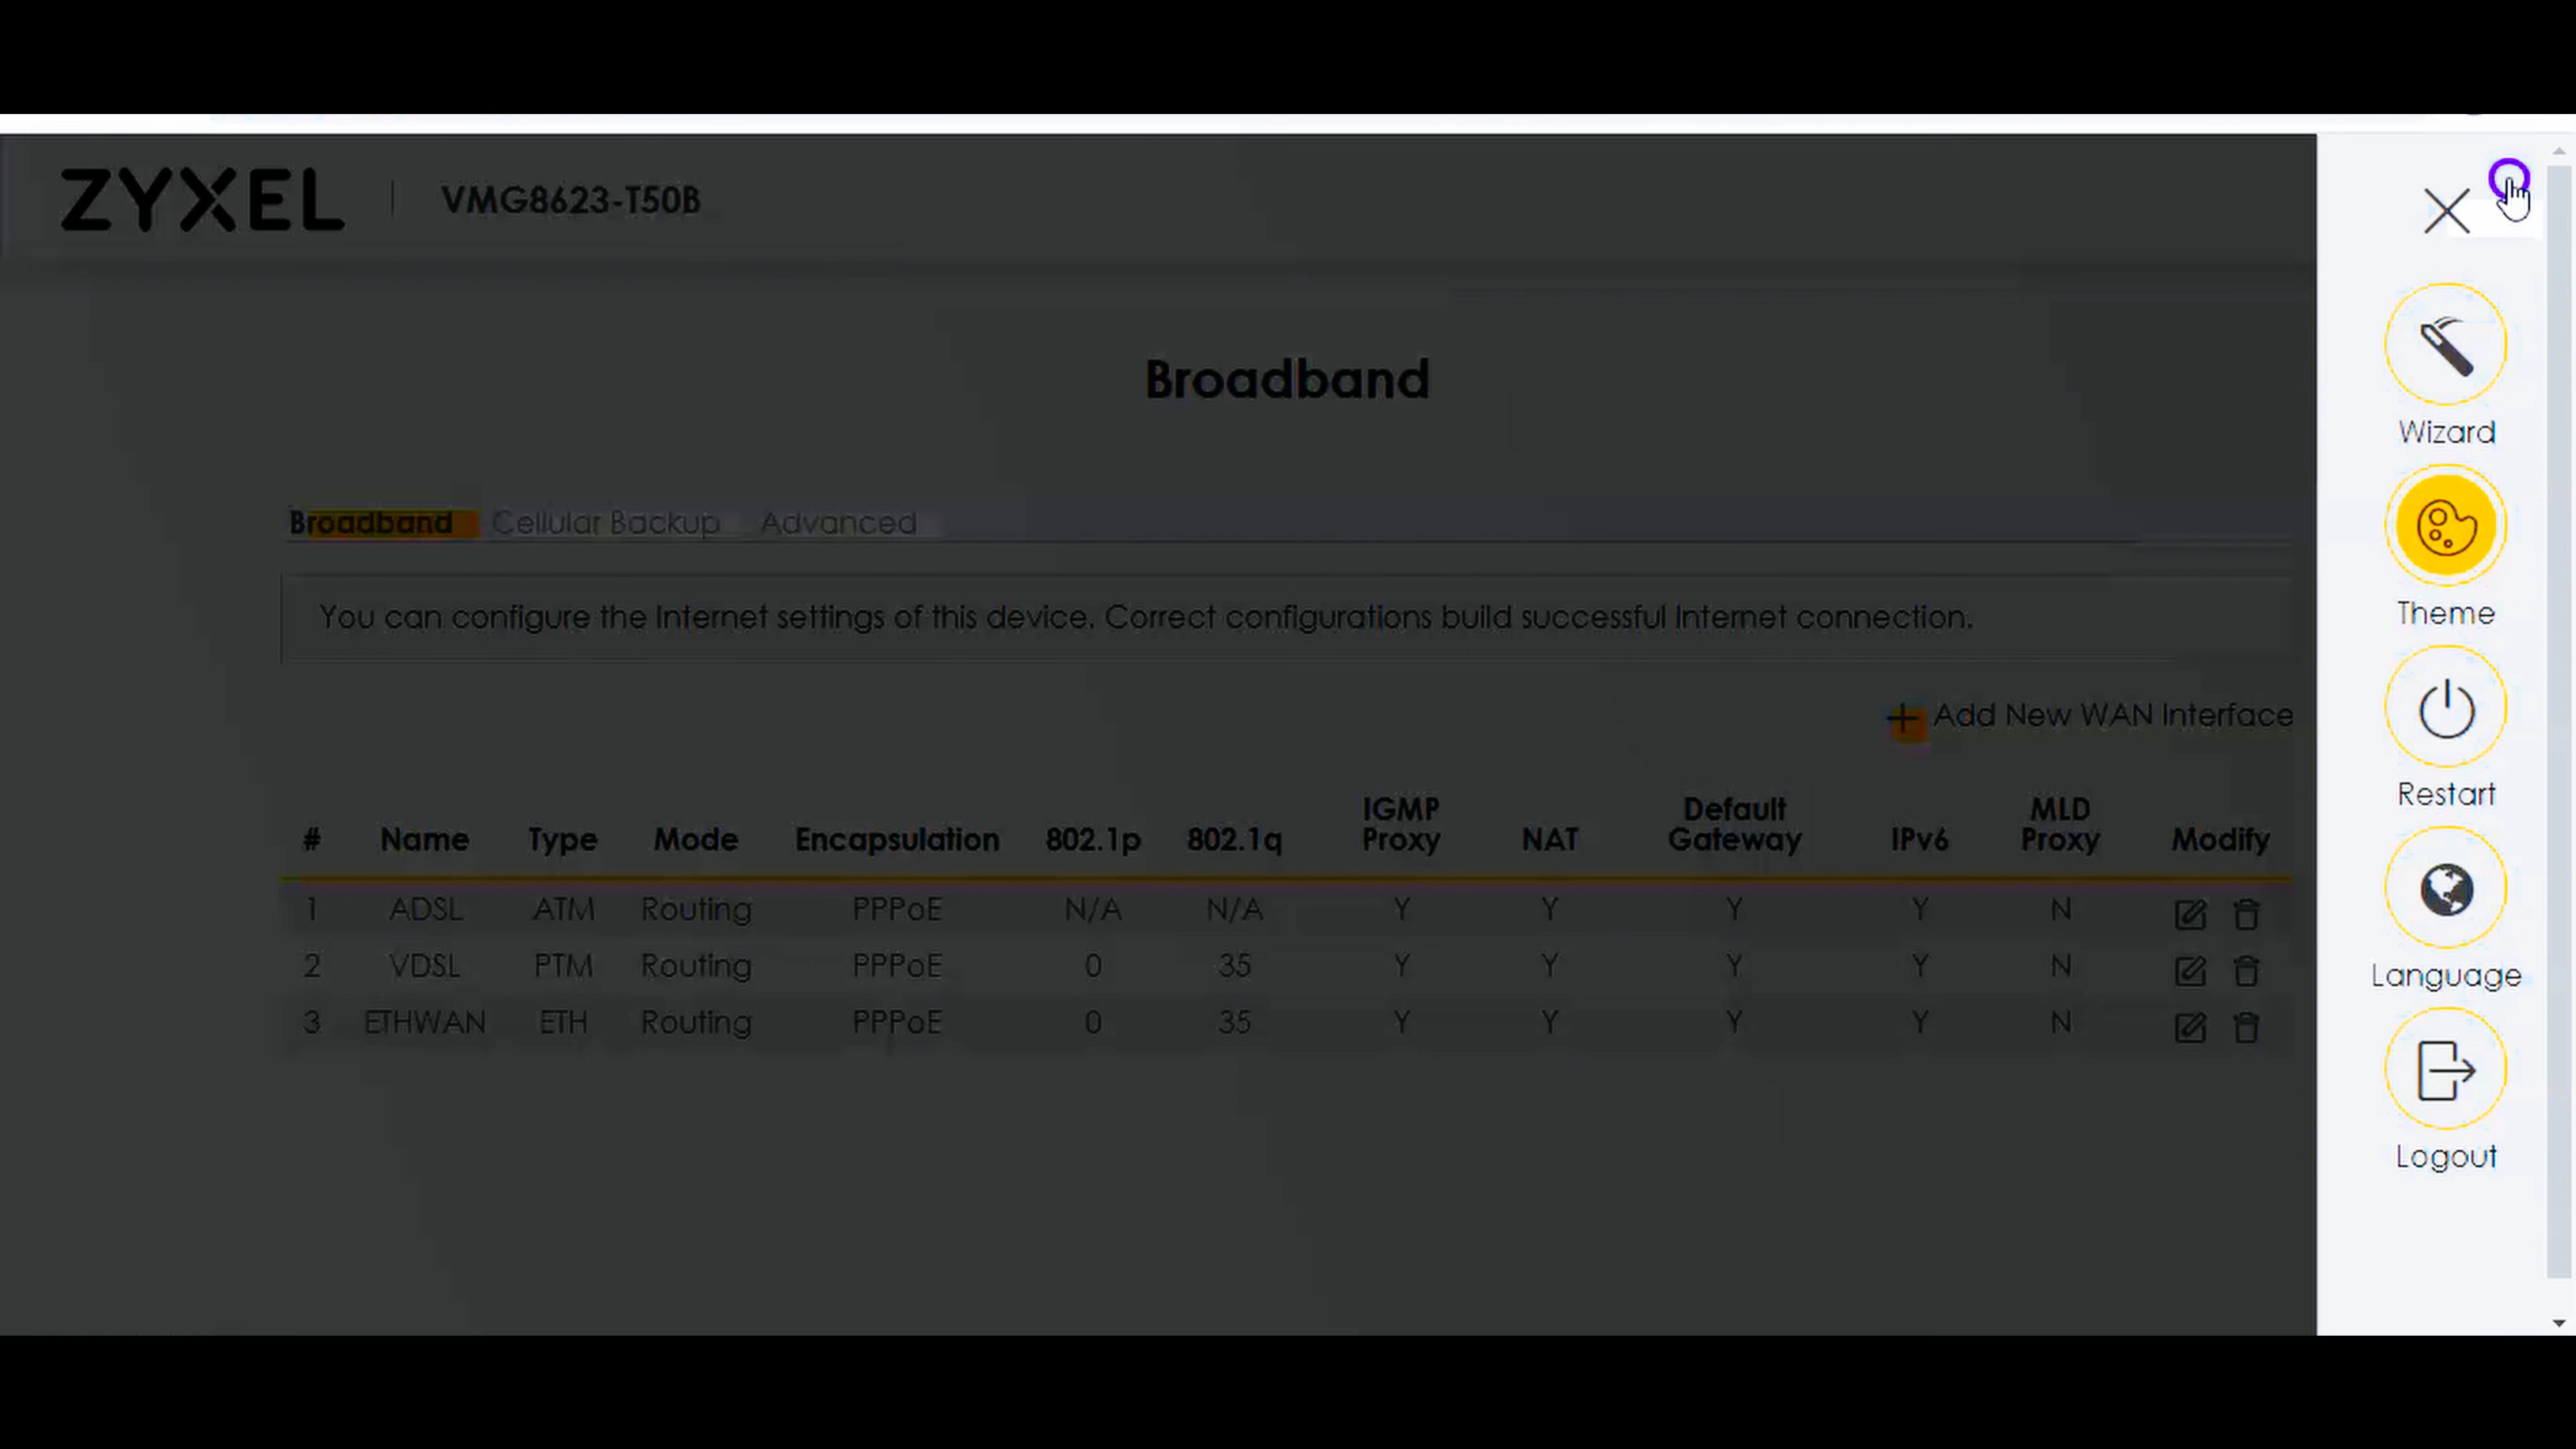 ZYXEL VMG8623-T50B
Broadband
Broadband Cellular Backup Advanced
You can configure the Internet settings of this device. Correct configurations build successful Internet connection.
+ Add New WAN Interface
# Name Type Mode Encapsulation 802.1p 802.1q IGMP Proxy NAT Default Gateway IPv6 MLD Proxy Modify
1 ADSL ATM Routing PPPoE N/A N/A Y Y Y Y N
2 VDSL PTM Routing PPPoE 0 35 Y Y Y Y N
3 ETHWAN ETH Routing PPPoE 0 35 Y Y Y Y N
Wizard
Theme
Restart
Language
Logout